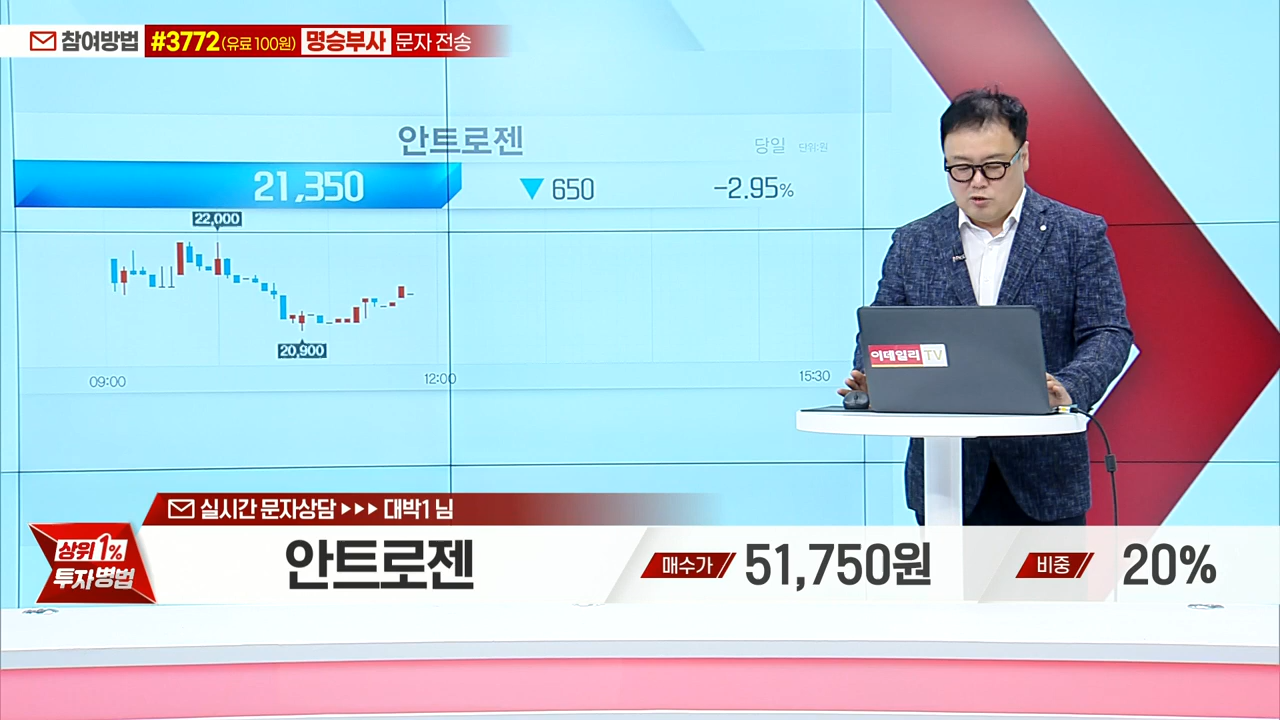 참여방법 #3772(유료 100원) 명승부사 문자 전송
안트로젠
당일 단위:원
21,350 ▼650 -2.95%
22,000
20,900
09:00 12:00 15:30
이데일리TV
실시간 문자상담 ▶▶▶ 대박1 님
상위 1%
투자병법
안트로젠 매수가 51,750원 비중 20%